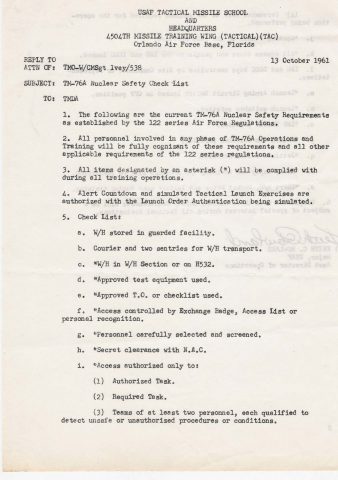 USAF TACTICAL MISSILE SCHOOL
AND
HEADQUARTERS
4504TH MISSILE TRAINING WING (TACTICAL)(TAC)
Orlando Air Force Base, Florida
REPLY TO
ATTN OF: TMO-W/CMSgt Ivey/538
13 October 1961
SUBJECT: TM-76A Nuclear Safety Check List
TO: TMDA
1. The following are the current TM-76A Nuclear Safety Requirements
as established by the 122 series Air Force Regulations.
2. All personnel involved in any phase of TM-76A Operations and
Training will be fully cognizant of these requirements and all other
applicable requirements of the 122 series regulations.
3. All items designated by an asterisk (*) will be complied with
during all training operations.
4. Alert Countdown and simulated Tactical Launch Exercises are
authorized with the Launch Order Authentication being simulated.
5. Check List:
a. W/H stored in guarded facility.
b. Courier and two sentries for W/H transport.
c. *W/H in W/H Section or on H532.
d. *Approved test equipment used.
e. *Approved T.O. or checklist used.
f. *Access controlled by Exchange Badge, Access List or
personal recognition.
g. *Personnel carefully selected and screened.
h. *Secret clearance with N.A.C.
i. *Access authorized only to:
(1) Authorized Task.
(2) Required Task.
(3) Teams of at least two personnel, each qualified to
detect unsafe or unauthorized procedures or conditions.